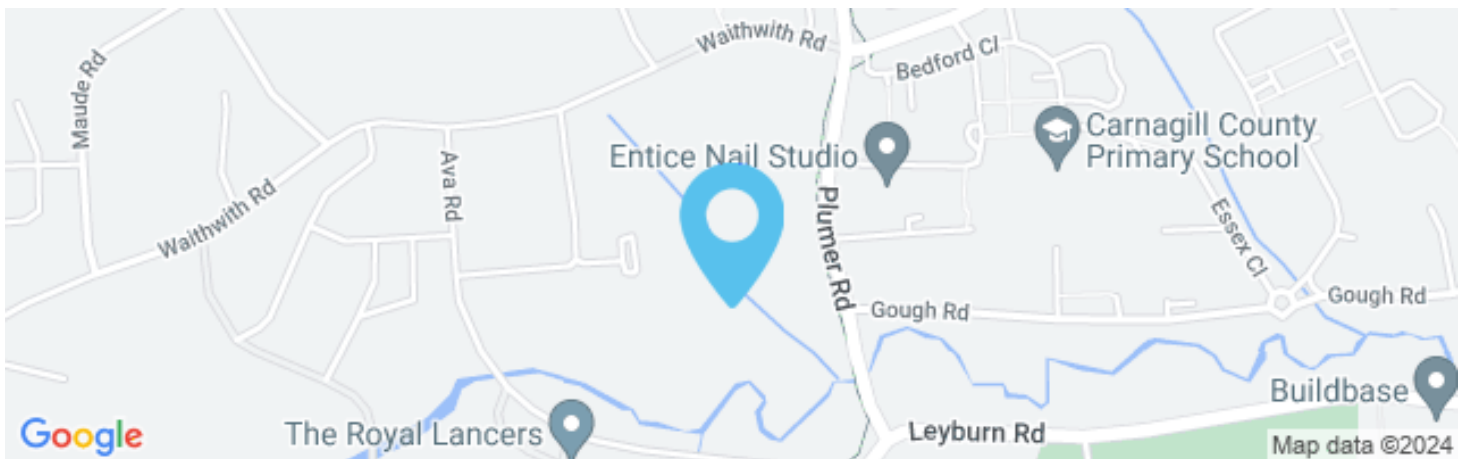 Waithwith Rd
Bedford Cl
Maude Rd
Carnagill County
Primary School
Entice Nail Studio
Ava Rd
Waithwith Rd
Plumer Rd
Essex Cl
Gough Rd
Gough Rd
Buildbase
The Royal Lancers
Leyburn Rd
Google
Map data ©2024